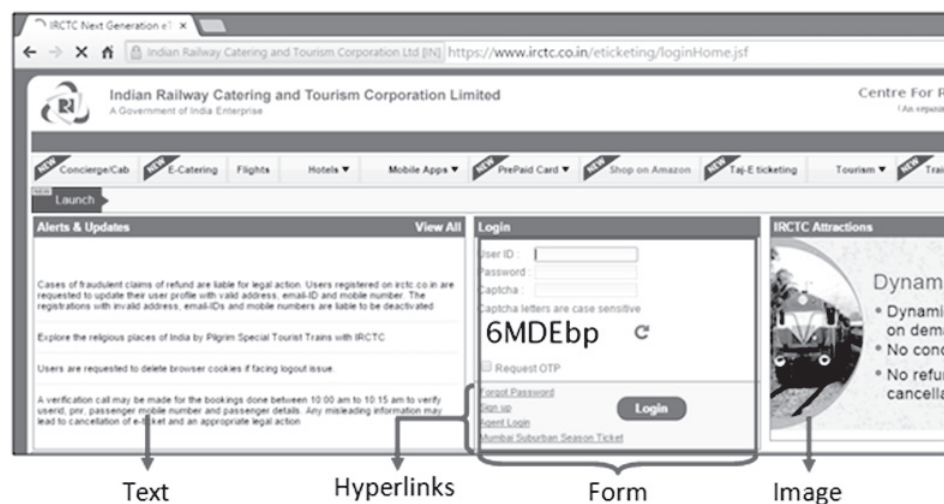 IRCTC Next Generation eT
Indian Railway Catering and Tourism Corporation Ltd [IN] https://www.irctc.co.in/eticketing/loginHome.jsf
Indian Railway Catering and Tourism Corporation Limited
A Government of India Enterprise
Centre For R
NEW Concierge/Cab NEW E-Catering Flights Hotels Mobile Apps NEW PrePaid Card NEW Shop on Amazon NEW Taj-E ticketing Tourism NEW Trai
NEW
Launch
Alerts & Updates View All
Cases of fraudulent claims of refund are liable for legal action. Users registered on irctc.co.in are
requested to update their user profile with valid address, email-ID and mobile number. The
registrations with invalid address, email-IDs and mobile numbers are liable to be deactivated
Explore the religious places of India by Pilgrim Special Tourist Trains with IRCTC
Users are requested to delete browser cookies if facing logout issue.
A verification call may be made for the bookings done between 10:00 am to 10:15 am to verify
userid, pnr, passenger mobile number and passenger details. Any misleading information may
lead to cancellation of e-ticket and an appropriate legal action
Login
User ID :
Password :
Captcha :
Captcha letters are case sensitive
6MDEbp
Request OTP
Forgot Password
Sign up
Agent Login
Mumbai Suburban Season Ticket
Login
IRCTC Attractions
Dynam
• Dynami
on dema
• No conc
• No refu
cancella
Text Hyperlinks Form Image